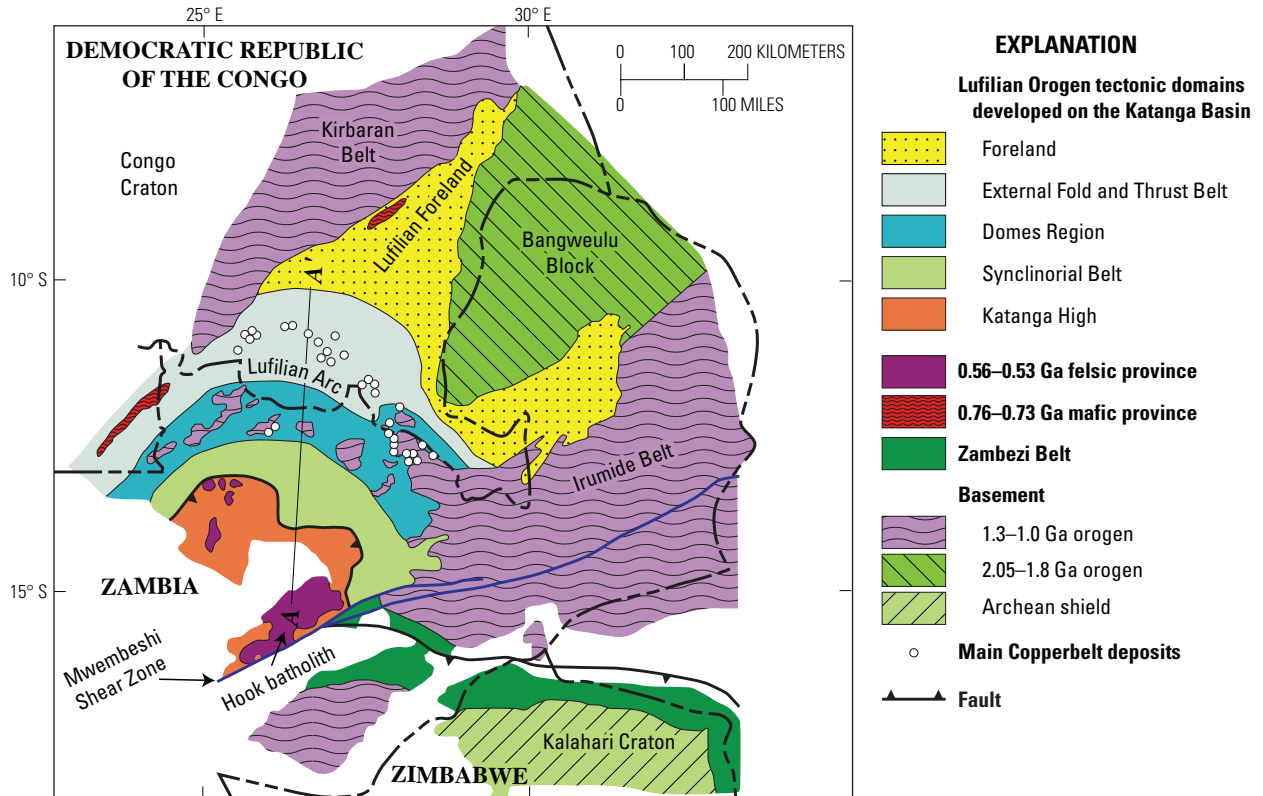 25° E
30° E
DEMOCRATIC REPUBLIC
OF THE CONGO
0
100
200 KILOMETERS
0
100 MILES
Kirbaran
Belt
Congo
Craton
Lufilian Foreland
Bangweulu
Block
10° S
A'
Lufilian Arc
Irumide Belt
ZAMBIA
15° S
A
Mwembeshi
Shear Zone
Hook batholith
Kalahari Craton
ZIMBABWE
EXPLANATION
Lufilian Orogen tectonic domains
developed on the Katanga Basin
Foreland
External Fold and Thrust Belt
Domes Region
Synclinorial Belt
Katanga High
0.56–0.53 Ga felsic province
0.76–0.73 Ga mafic province
Zambezi Belt
Basement
1.3–1.0 Ga orogen
2.05–1.8 Ga orogen
Archean shield
Main Copperbelt deposits
Fault